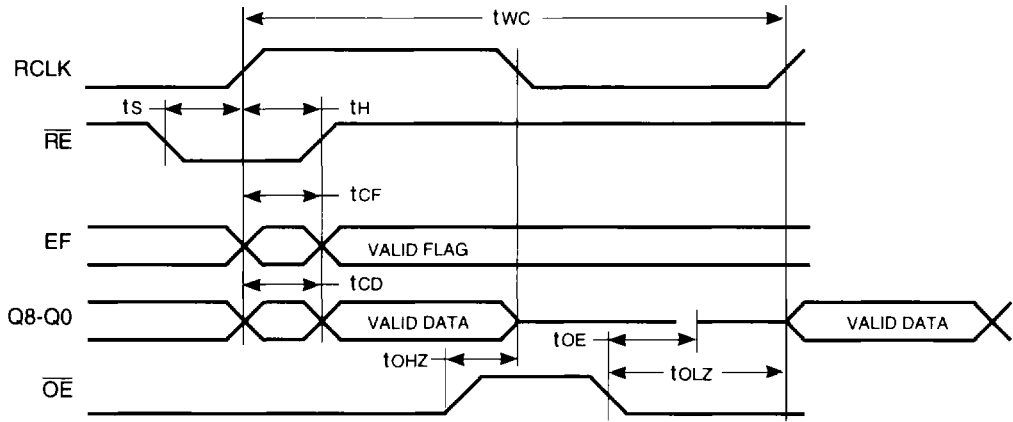 tWC
RCLK
tS
tH
RE
tCF
EF
VALID FLAG
tCD
Q8-Q0
VALID DATA
VALID DATA
tOE
tOHZ
tOLZ
OE